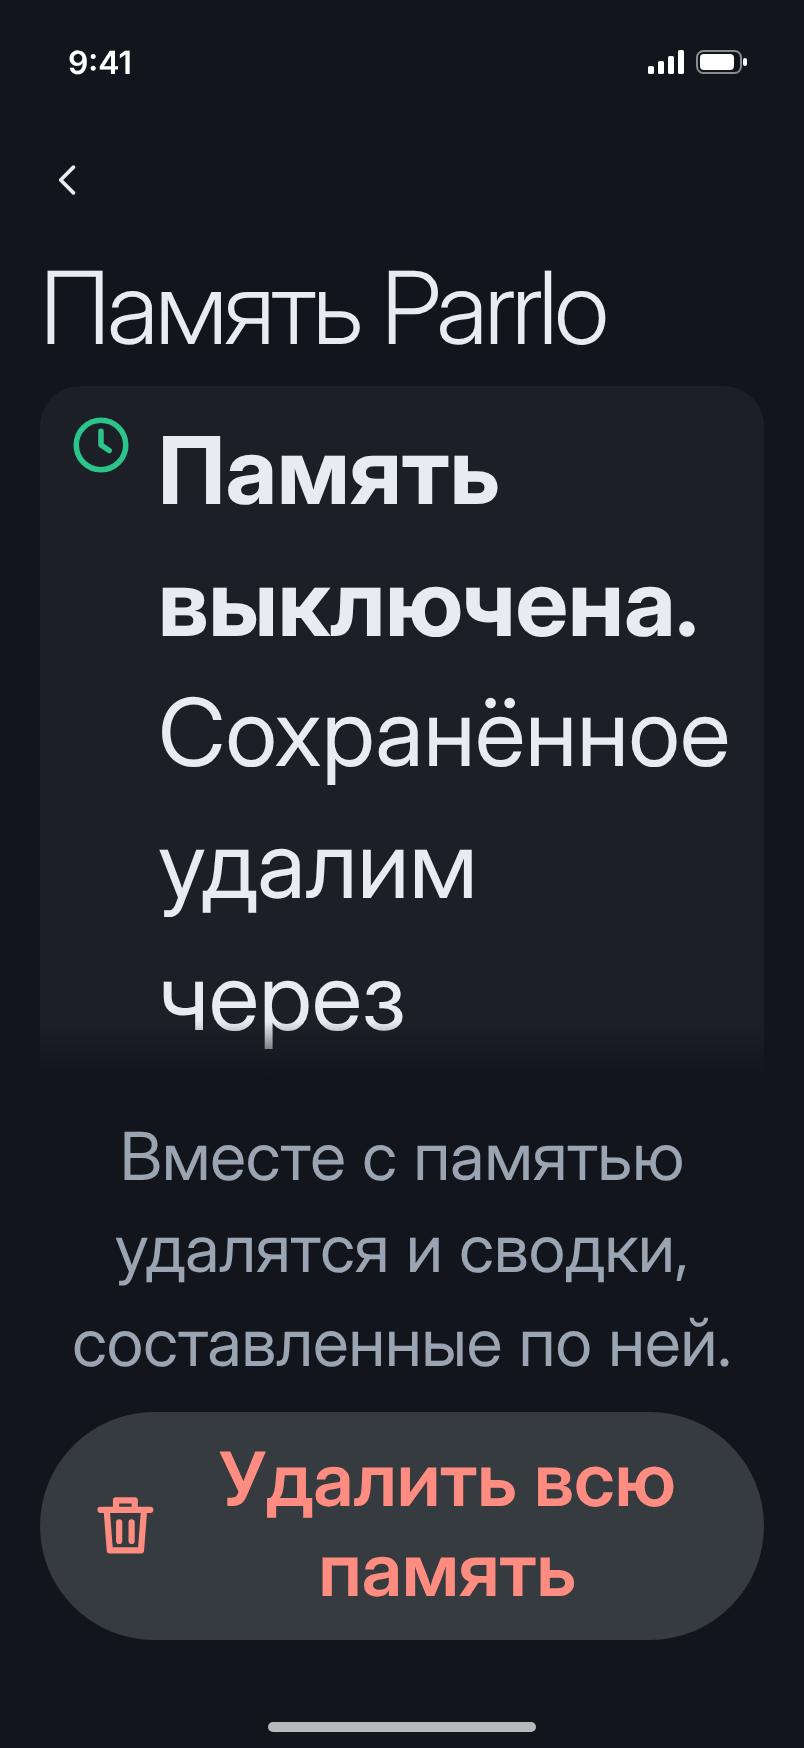 9:41
Память Parrlo
Память
выключена.
Сохранённое
удалим
через
Вместе с памятью
удалятся и сводки,
составленные по ней.
Удалить всю
память